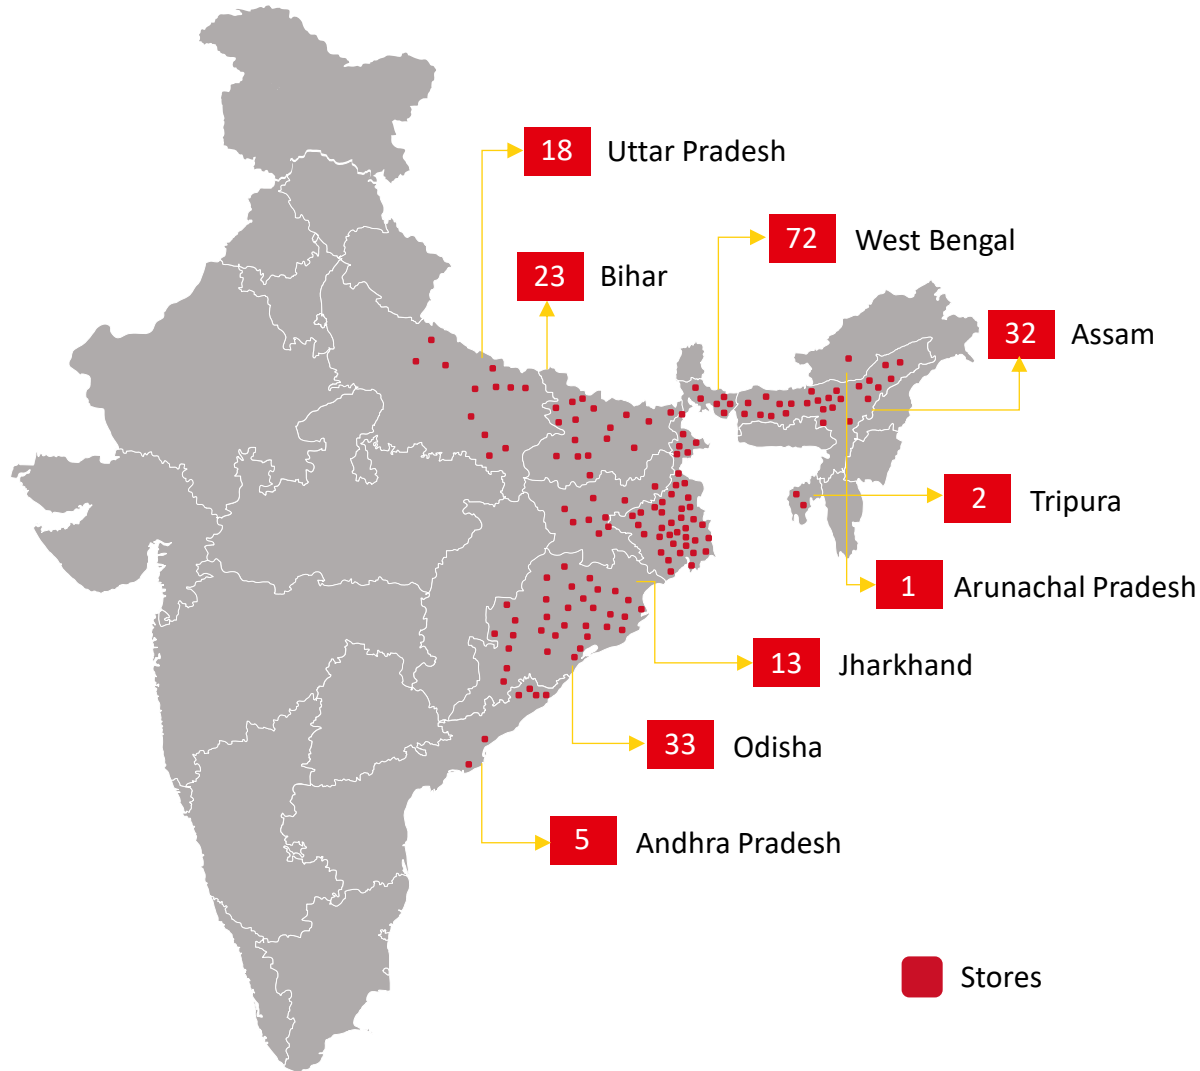 18 Uttar Pradesh
72 West Bengal
23 Bihar
32 Assam
2 Tripura
1 Arunachal Pradesh
13 Jharkhand
33 Odisha
5 Andhra Pradesh
Stores